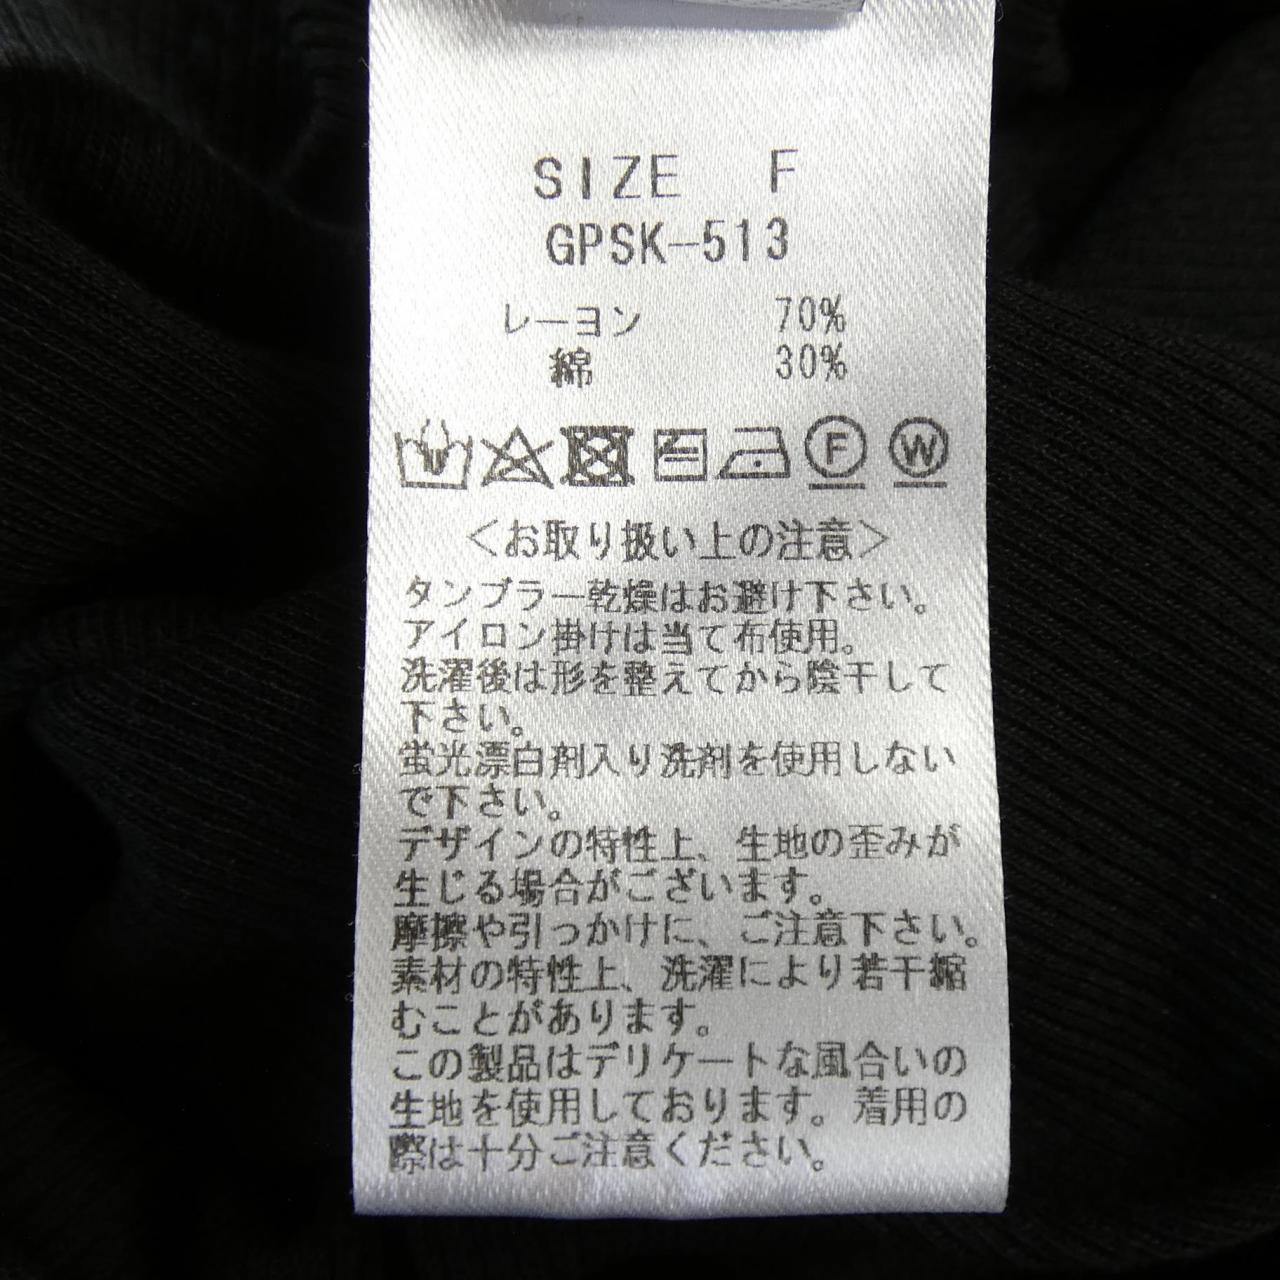 SIZE F
GPSK-513
レーヨン 70%
綿 30%
F W
＜お取り扱い上の注意＞
タンブラー乾燥はお避け下さい。
アイロン掛けは当て布使用。
洗濯後は形を整えてから陰干して
下さい。
蛍光漂白剤入り洗剤を使用しない
で下さい。
デザインの特性上、生地の歪みが
生じる場合がございます。
摩擦や引っかけに、ご注意下さい。
素材の特性上、洗濯により若干縮
むことがあります。
この製品はデリケートな風合いの
生地を使用しております。着用の
際は十分ご注意ください。